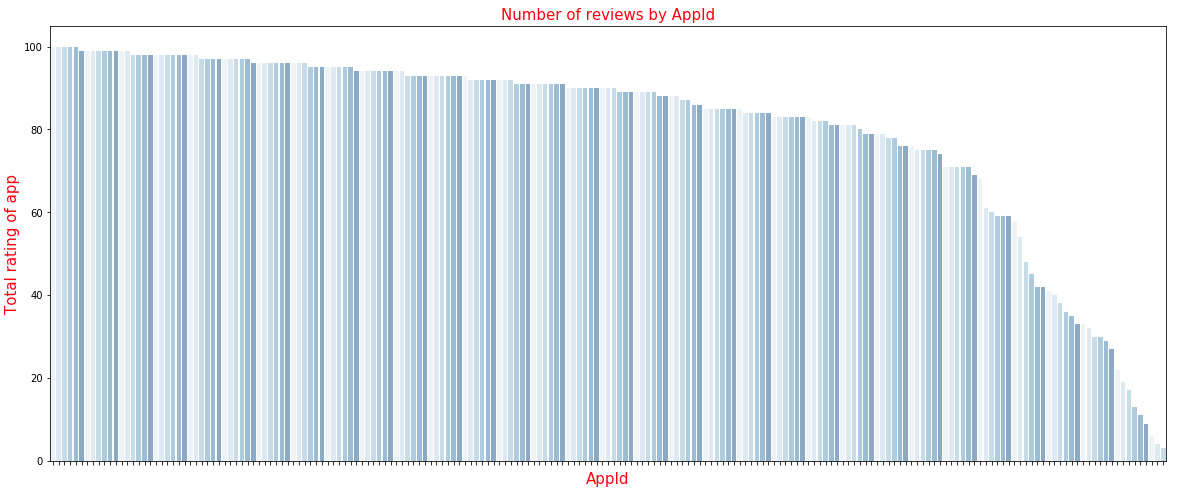 Number of reviews by AppId
Total rating of app
100
80
60
40
20
0
AppId